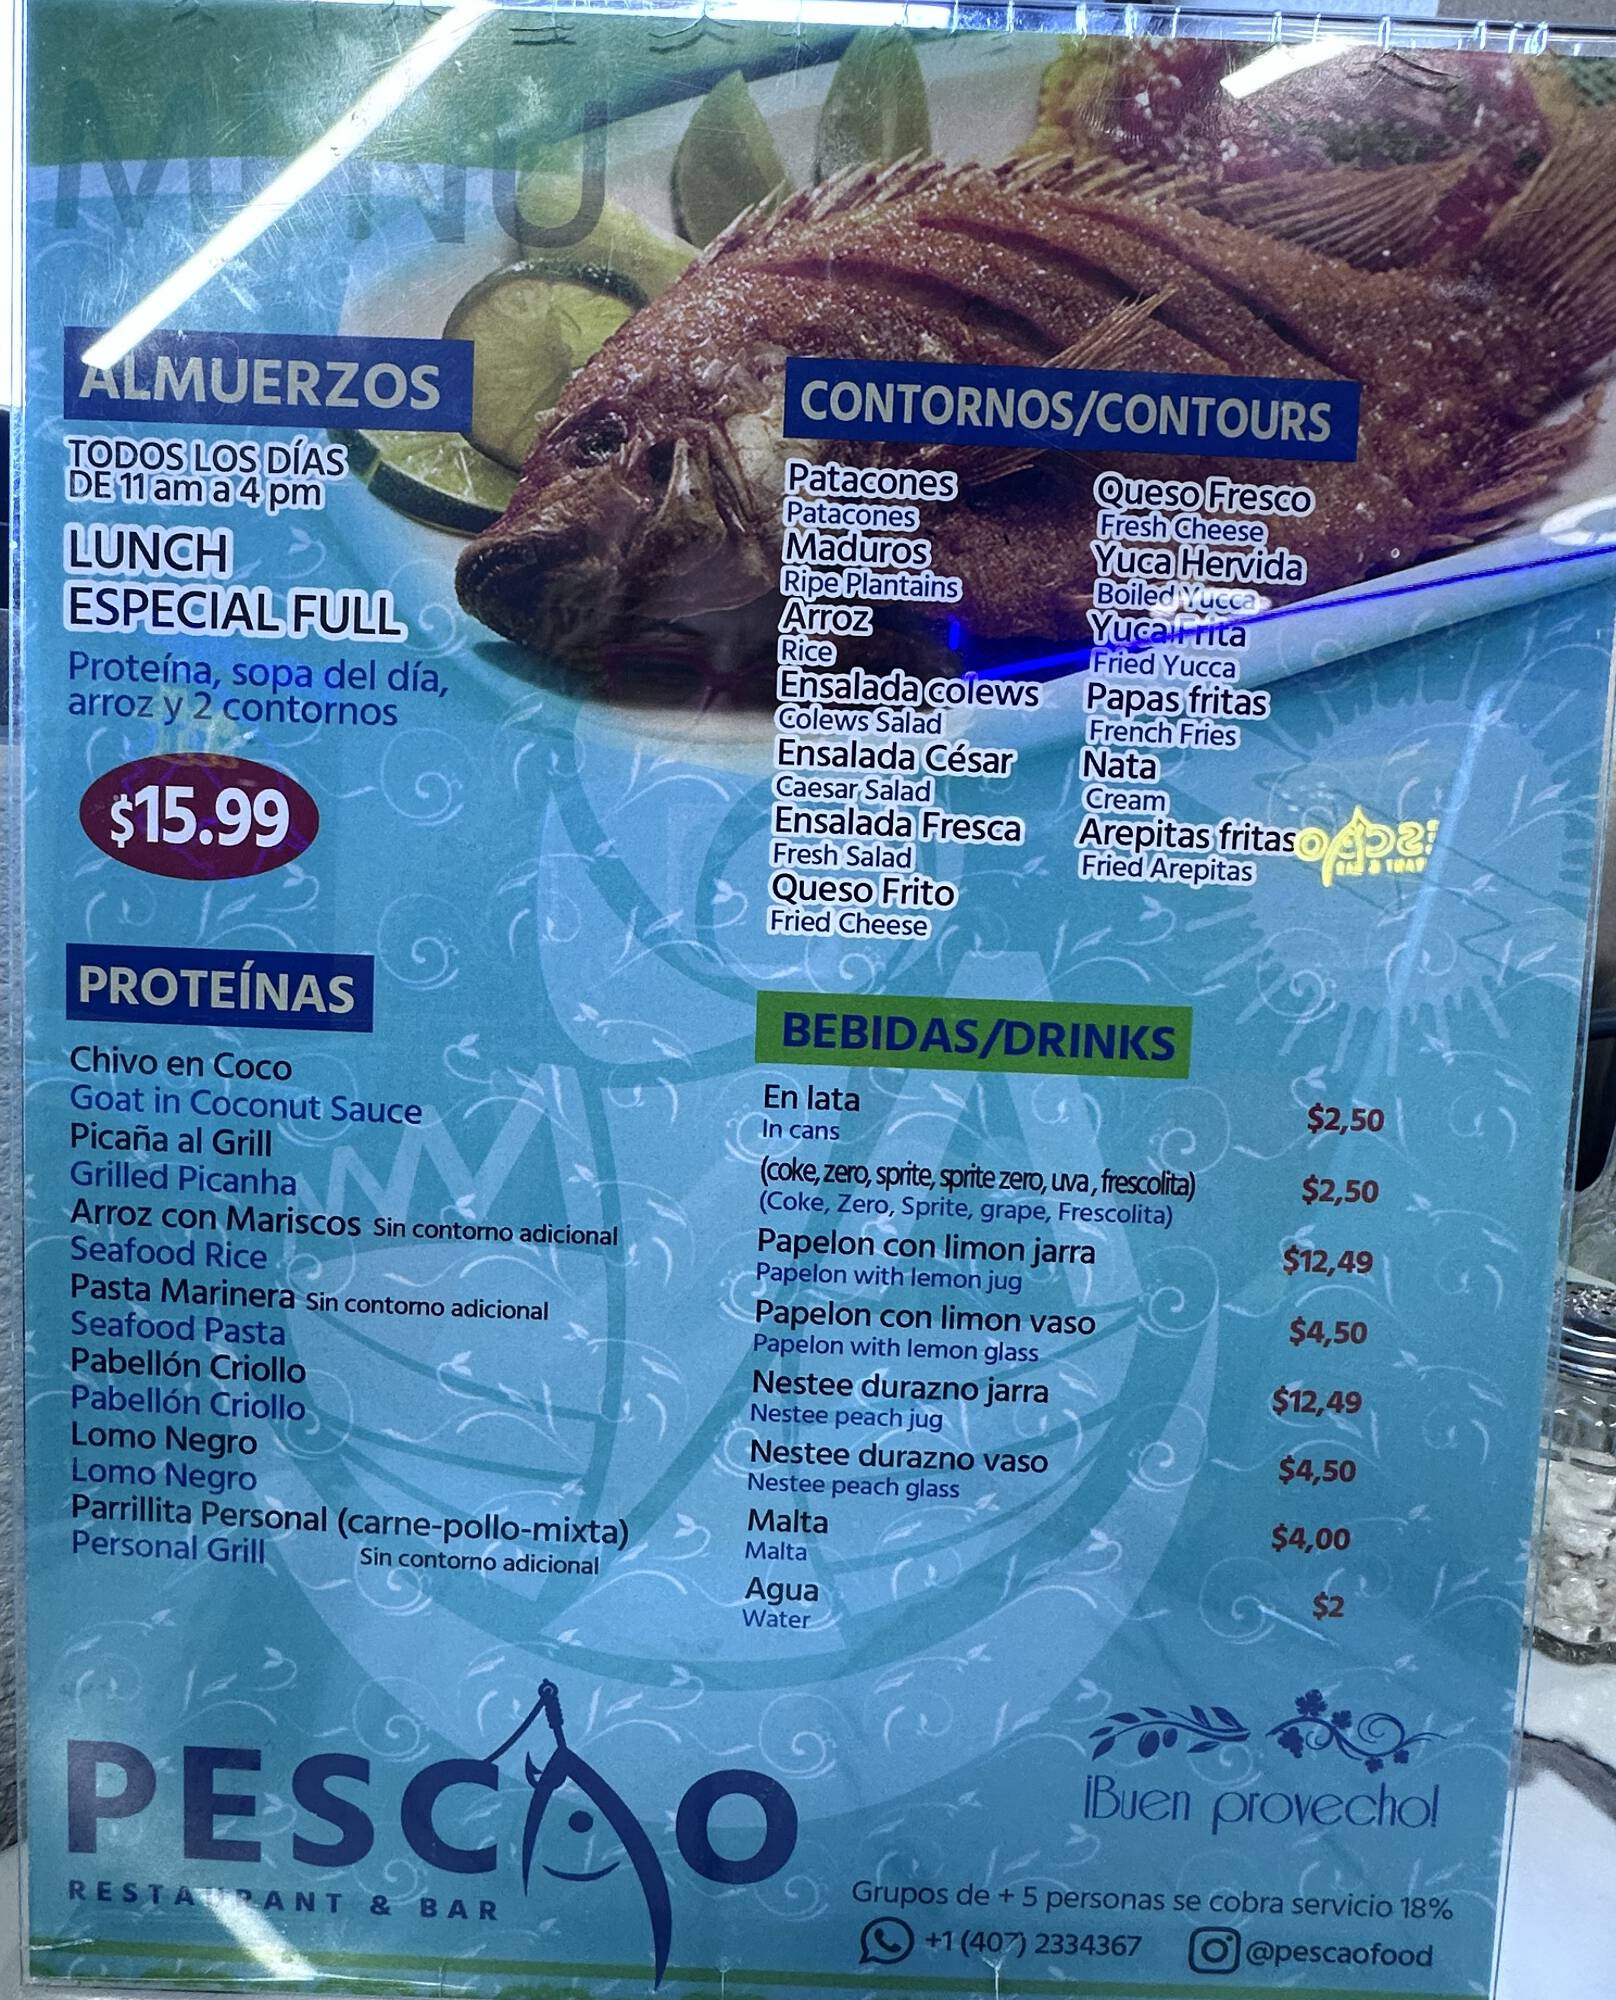 MENU
ALMUERZOS
TODOS LOS DÍAS
DE 11 am a 4 pm
LUNCH
ESPECIAL FULL
Proteína, sopa del día,
arroz y 2 contornos
$15.99
PROTEÍNAS
Chivo en Coco
Goat in Coconut Sauce
Picaña al Grill
Grilled Picanha
Arroz con Mariscos Sin contorno adicional
Seafood Rice
Pasta Marinera Sin contorno adicional
Seafood Pasta
Pabellón Criollo
Pabellón Criollo
Lomo Negro
Lomo Negro
Parrillita Personal (carne-pollo-mixta)
Personal Grill Sin contorno adicional
CONTORNOS/CONTOURS
Patacones
Patacones
Maduros
Ripe Plantains
Arroz
Rice
Ensalada colews
Colews Salad
Ensalada César
Caesar Salad
Ensalada Fresca
Fresh Salad
Queso Frito
Fried Cheese
Queso Fresco
Fresh Cheese
Yuca Hervida
Boiled Yucca
Yuca Frita
Fried Yucca
Papas fritas
French Fries
Nata
Cream
Arepitas fritas
Fried Arepitas
BEBIDAS/DRINKS
En lata $2,50
In cans
(coke, zero, sprite, sprite zero, uva, frescolita) $2,50
(Coke, Zero, Sprite, grape, Frescolita)
Papelon con limon jarra $12,49
Papelon with lemon jug
Papelon con limon vaso $4,50
Papelon with lemon glass
Nestee durazno jarra $12,49
Nestee peach jug
Nestee durazno vaso $4,50
Nestee peach glass
Malta $4,00
Malta
Agua $2
Water
PESCAO
RESTAURANT & BAR
¡Buen provecho!
Grupos de + 5 personas se cobra servicio 18%
+1 (407) 2334367 @pescaofood